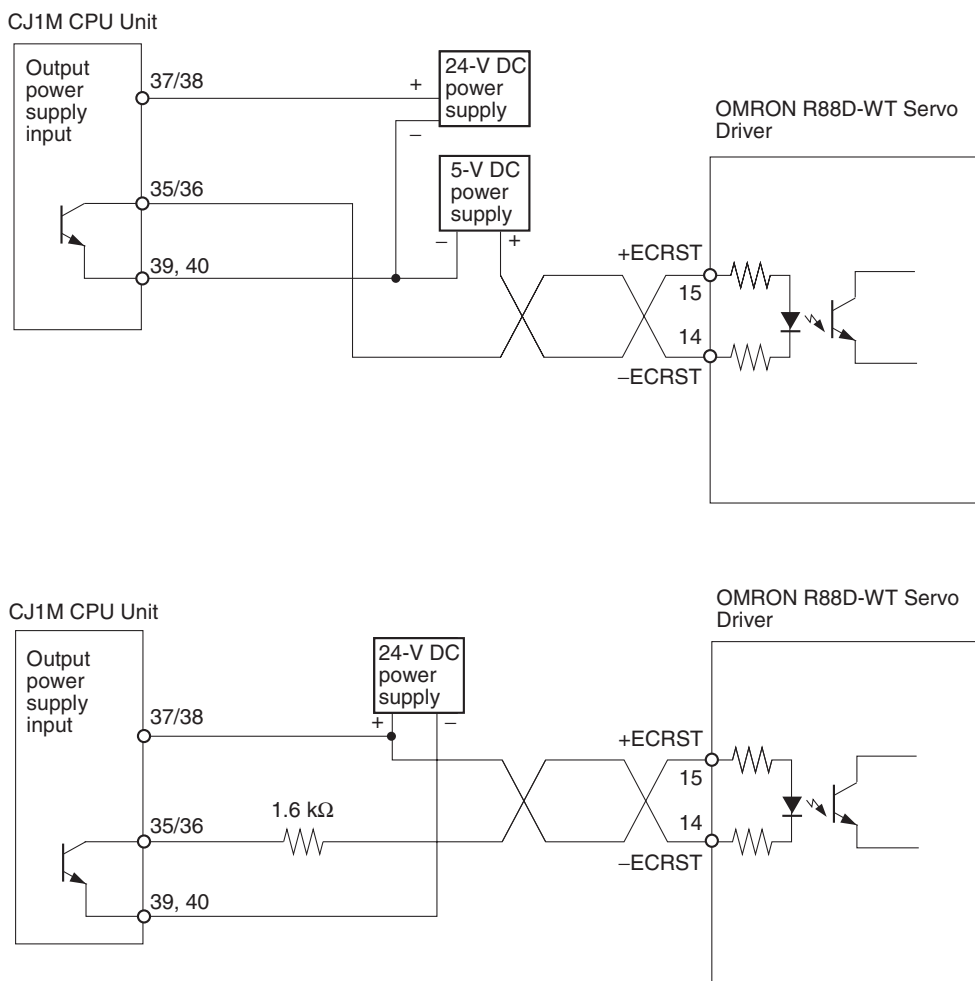 CJ1M CPU Unit
Output
power
supply
input
37/38
+
–
24-V DC
power
supply
35/36
5-V DC
power
supply
–
+
39, 40
OMRON R88D-WT Servo
Driver
+ECRST
15
14
–ECRST
CJ1M CPU Unit
Output
power
supply
input
37/38
24-V DC
power
supply
+
–
35/36
1.6 kΩ
39, 40
OMRON R88D-WT Servo
Driver
+ECRST
15
14
–ECRST